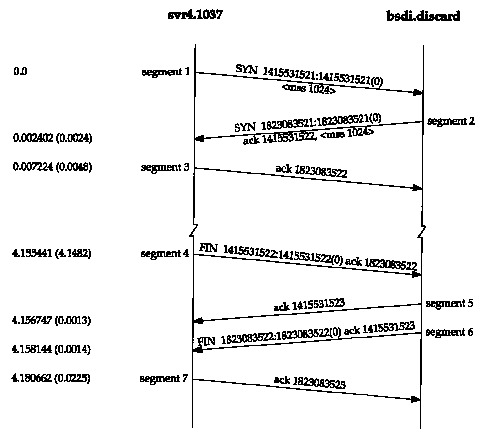 svr4.1037 bsdi.discard
0.0 segment 1 SYN 1415531521:1415531521(0)
<mss 1024>
SYN 1823083521:1823083521(0) segment 2
0.002402 (0.0024) ack 1415531522, <mss 1024>
0.007224 (0.0048) segment 3 ack 1823083522
4.155441 (4.1482) segment 4 FIN 1415531522:1415531522(0) ack 1823083522
ack 1415531523 segment 5
4.156747 (0.0013)
FIN 1823083522:1823083522(0) ack 1415531523 segment 6
4.158144 (0.0014)
4.180662 (0.0225) segment 7 ack 1823083523